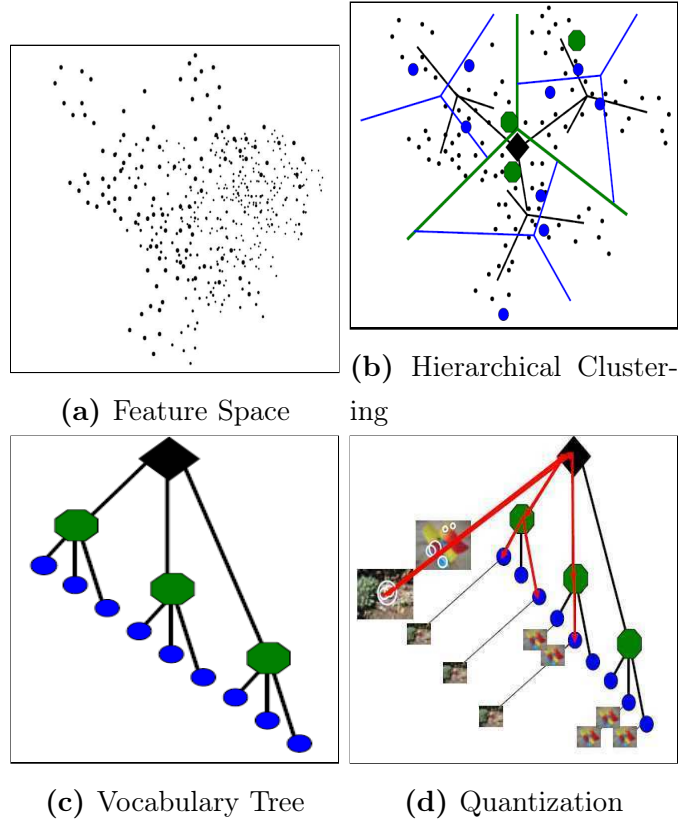 (b) Hierarchical Cluster-
(a) Feature Space
ing
(c) Vocabulary Tree
(d) Quantization